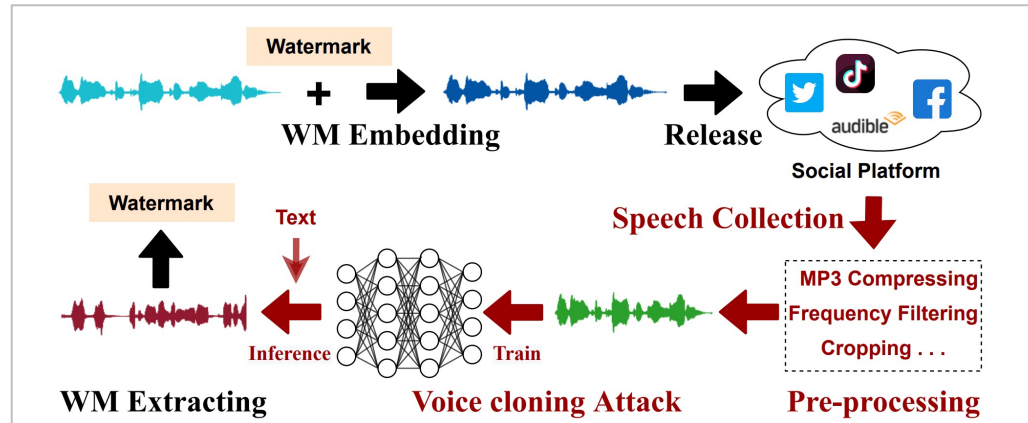 Watermark
+
WM Embedding
Release
audible
Social Platform
Watermark
Text
Speech Collection
MP3 Compressing
Frequency Filtering
Cropping . . .
Inference
Train
WM Extracting
Voice cloning Attack
Pre-processing